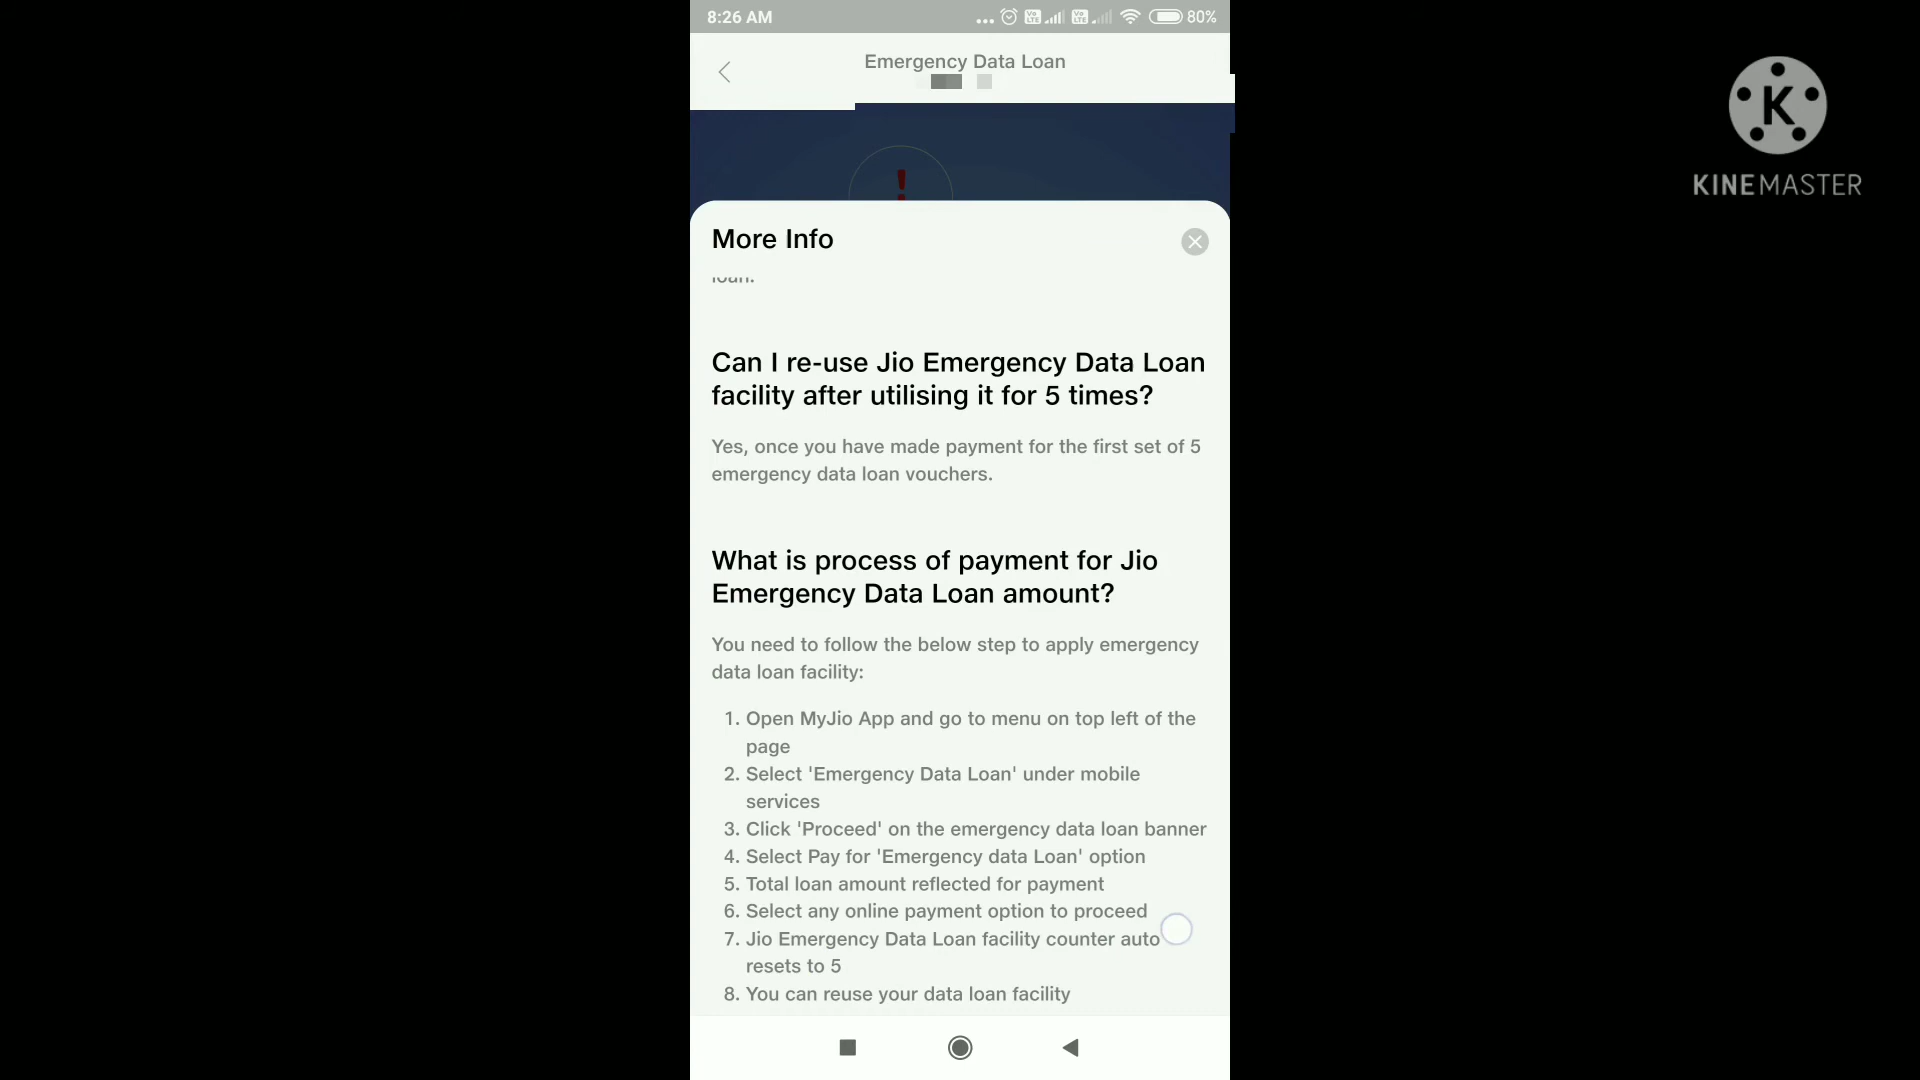 8:26 AM
Vo LTE
Vo LTE
80%
Emergency Data Loan
!
More Info
loan.
Can I re-use Jio Emergency Data Loan
facility after utilising it for 5 times?
Yes, once you have made payment for the first set of 5
emergency data loan vouchers.
What is process of payment for Jio
Emergency Data Loan amount?
You need to follow the below step to apply emergency
data loan facility:
1. Open MyJio App and go to menu on top left of the
page
2. Select 'Emergency Data Loan' under mobile
services
3. Click 'Proceed' on the emergency data loan banner
4. Select Pay for 'Emergency data Loan' option
5. Total loan amount reflected for payment
6. Select any online payment option to proceed
7. Jio Emergency Data Loan facility counter auto
resets to 5
8. You can reuse your data loan facility
K
KINEMASTER